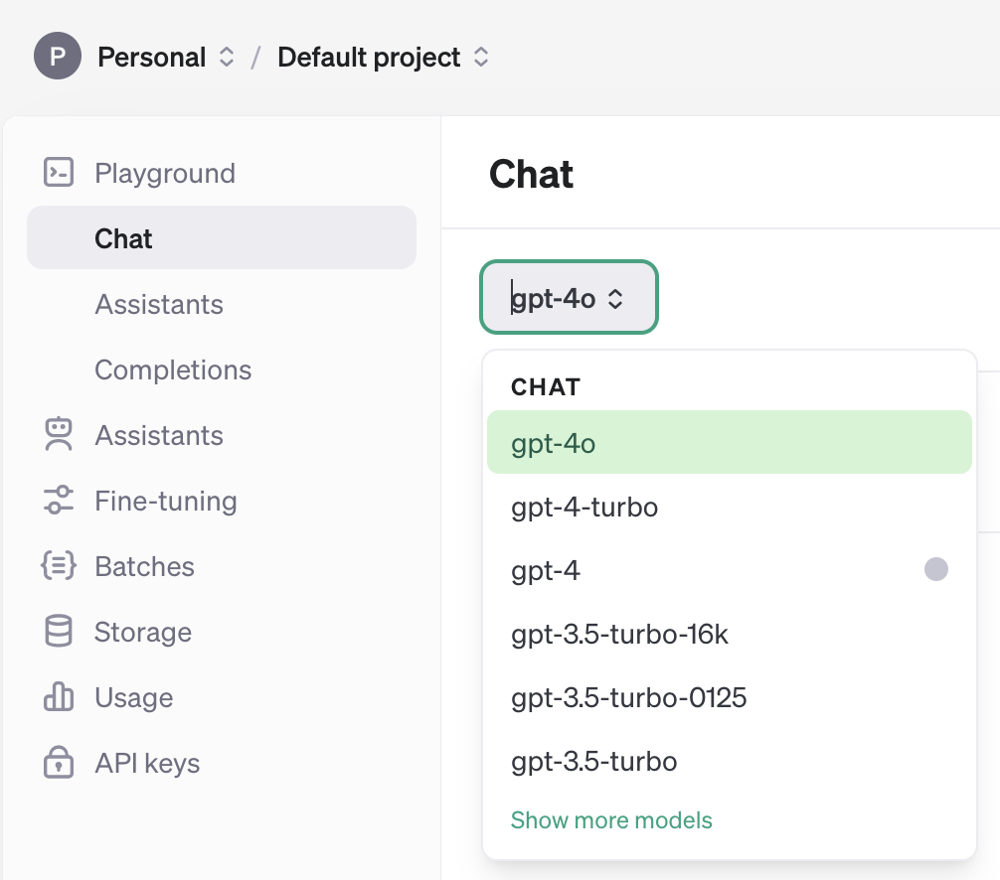 P Personal / Default project
Playground
Chat
Assistants
Completions
Assistants
Fine-tuning
Batches
Storage
Usage
API keys
Chat
gpt-4o
CHAT
gpt-4o
gpt-4-turbo
gpt-4
gpt-3.5-turbo-16k
gpt-3.5-turbo-0125
gpt-3.5-turbo
Show more models